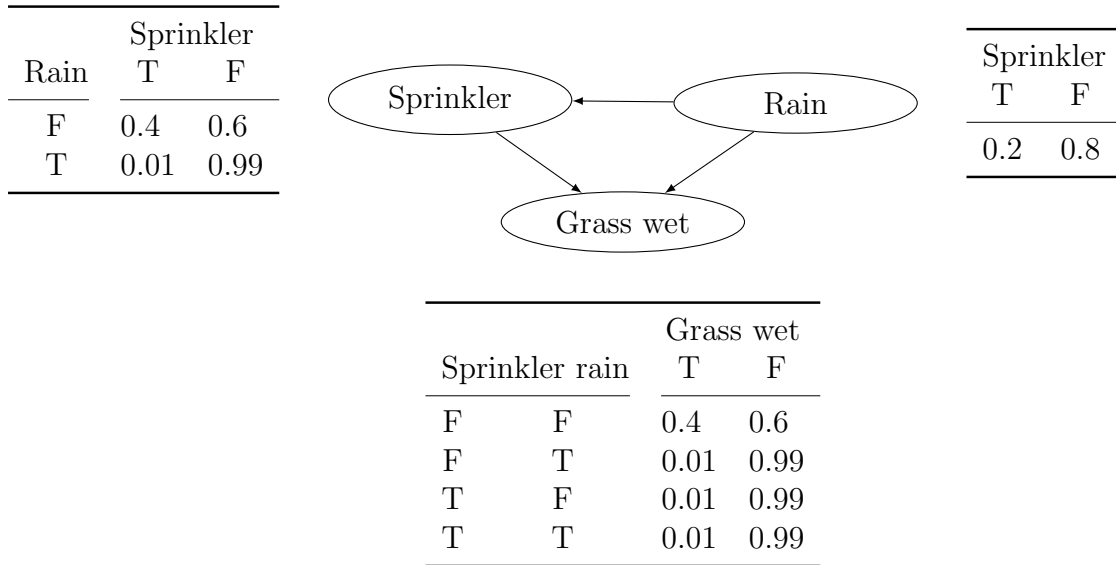 Sprinkler
Rain T F
F 0.4 0.6
T 0.01 0.99
Sprinkler
Rain
Grass wet
Sprinkler
T F
0.2 0.8
Grass wet
Sprinkler rain T F
F F 0.4 0.6
F T 0.01 0.99
T F 0.01 0.99
T T 0.01 0.99